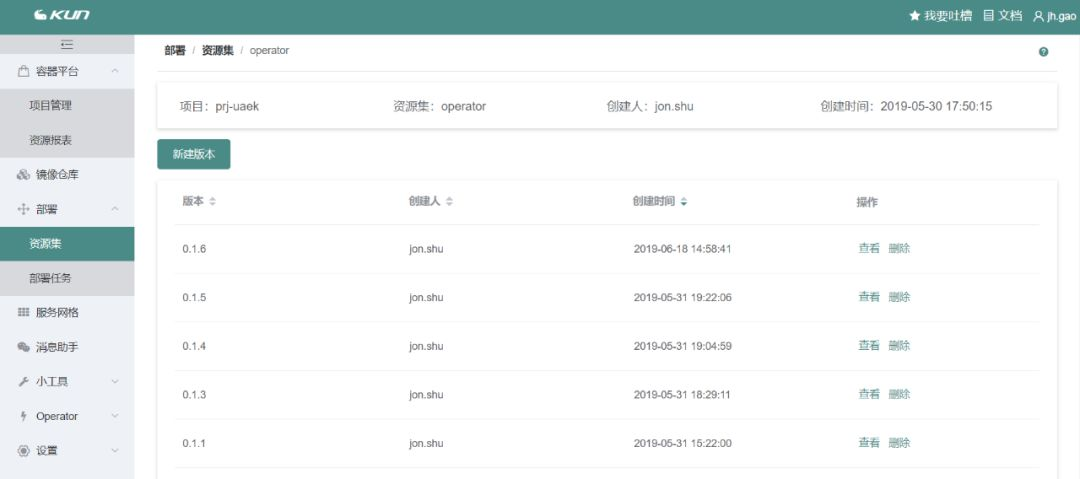 KUN
我要吐槽 文档 jh.gao
部署 / 资源集 / operator
容器平台
项目管理
资源报表
镜像仓库
部署
资源集
部署任务
服务网格
消息助手
小工具
Operator
设置
项目：prj-uaek 资源集：operator 创建人：jon.shu 创建时间：2019-05-30 17:50:15
新建版本
版本 创建人 创建时间 操作
0.1.6 jon.shu 2019-06-18 14:58:41 查看 删除
0.1.5 jon.shu 2019-05-31 19:22:06 查看 删除
0.1.4 jon.shu 2019-05-31 19:04:59 查看 删除
0.1.3 jon.shu 2019-05-31 18:29:11 查看 删除
0.1.1 jon.shu 2019-05-31 15:22:00 查看 删除